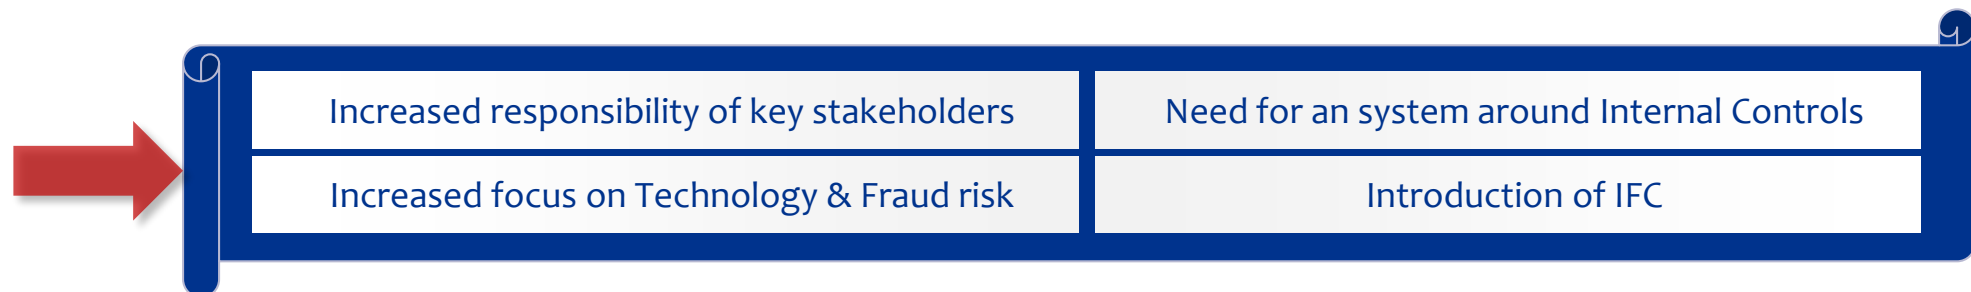 Increased responsibility of key stakeholders
Need for an system around Internal Controls
Increased focus on Technology & Fraud risk
Introduction of IFC